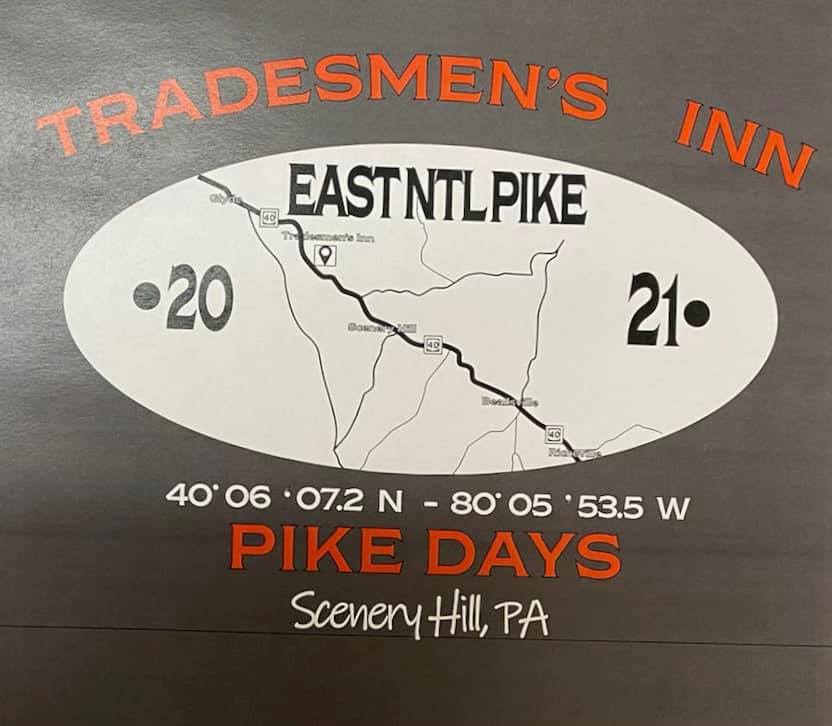 TRADESMEN'S INN
EAST NTL PIKE
Glyde
40
Tradesmen's Inn
•20
21•
Scenery Hill
40
Beallsville
40
40° 06 '07.2 N - 80° 05 '53.5 W
PIKE DAYS
Scenery Hill, PA